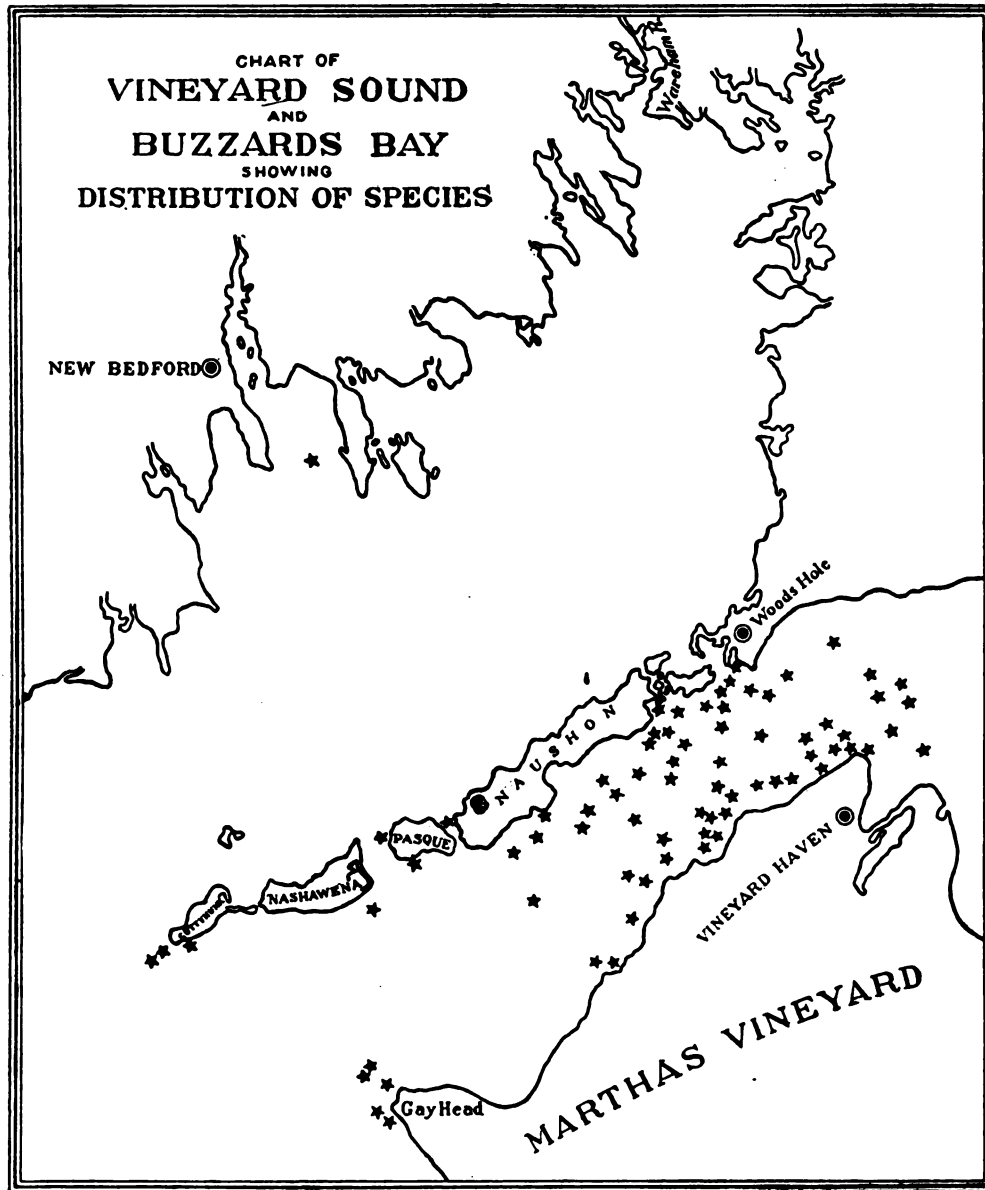 CHART OF
VINEYARD SOUND
AND
BUZZARDS BAY
SHOWING
DISTRIBUTION OF SPECIES
Wareham R.
NEW BEDFORD
Woods Hole
NAUSHON
PASQUE
NASHAWENA
VINEYARD HAVEN
MARTHAS VINEYARD
Gay Head